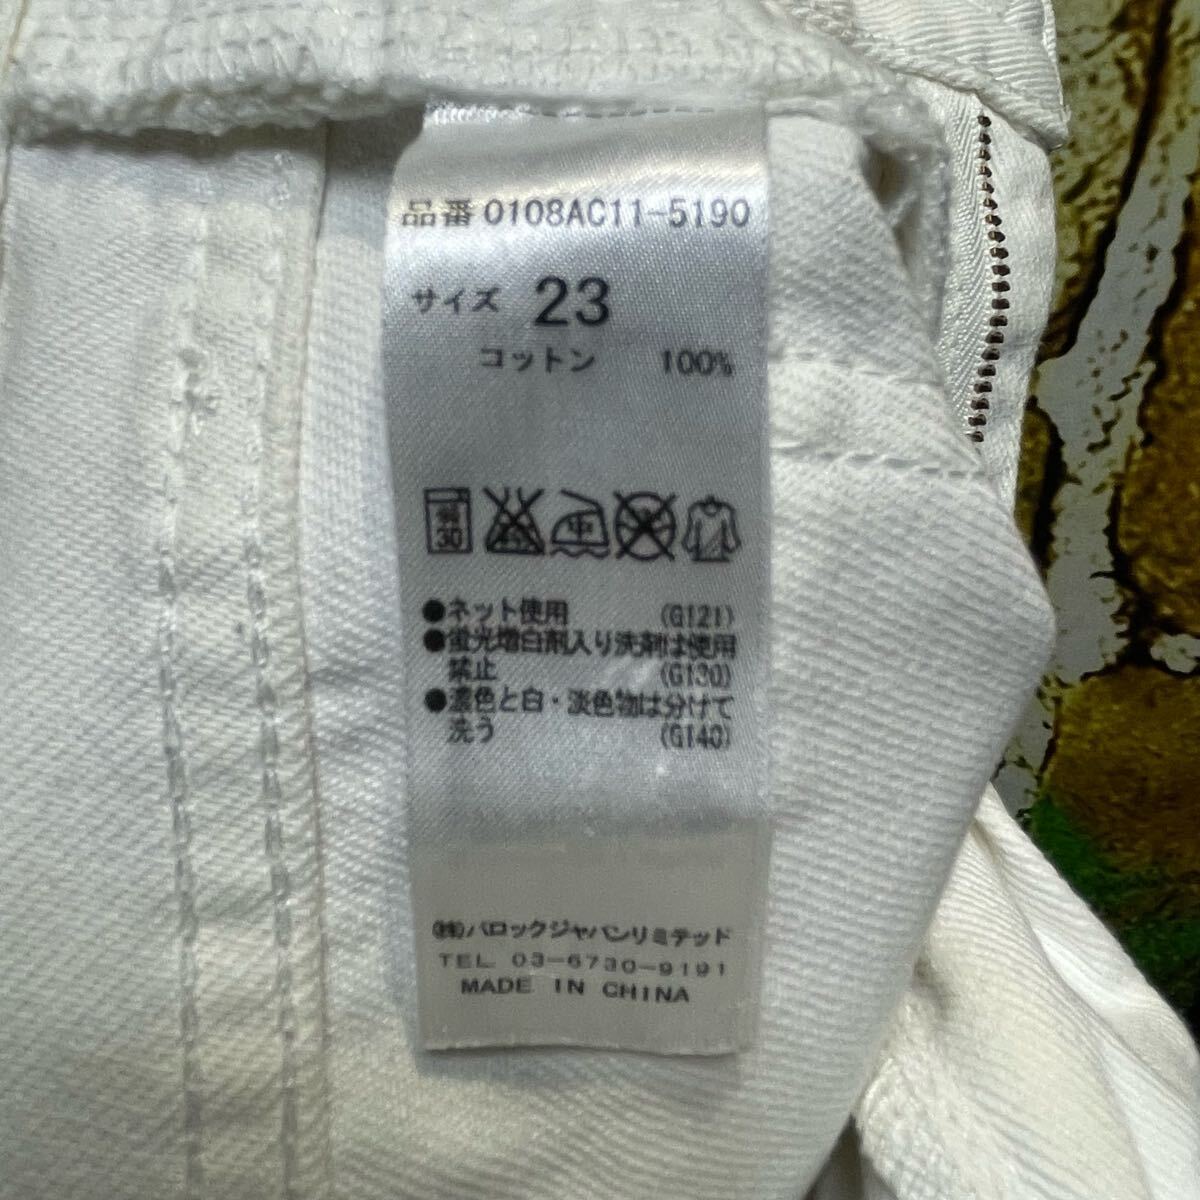 品番 0108AC11-5190
サイズ 23
コットン 100%
弱
30
中
●ネット使用 (G121)
●蛍光増白剤入り洗剤は使用
禁止 (G130)
●濃色と白・淡色物は分けて
洗う (G140)
㈱バロックジャパンリミテッド
TEL 03-6730-9191
MADE IN CHINA